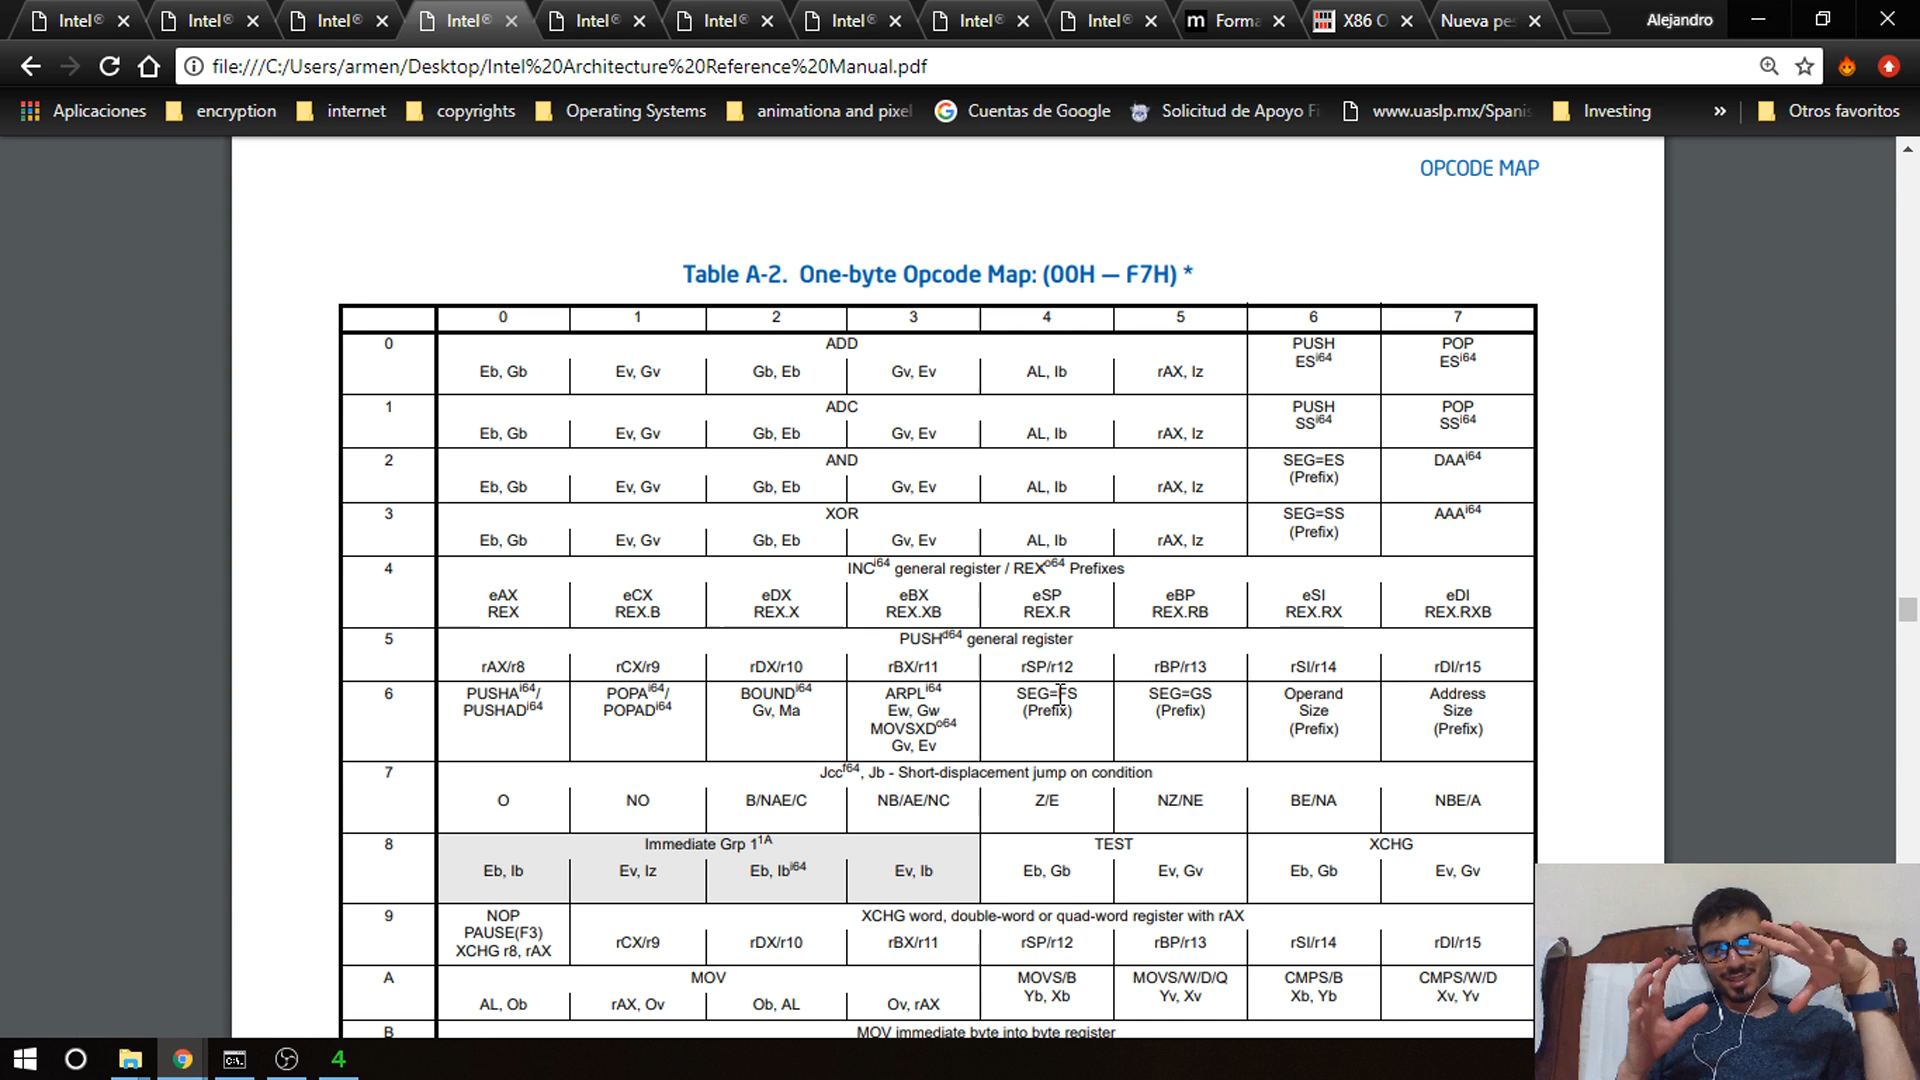 Intel® Intel® Intel® Intel® Intel® Intel® Intel® Intel® Intel® Forma X86 O Nueva pes Alejandro
file:///C:/Users/armen/Desktop/Intel%20Architecture%20Reference%20Manual.pdf
Aplicaciones encryption internet copyrights Operating Systems animationa and pixel Cuentas de Google Solicitud de Apoyo Fi www.uaslp.mx/Spanis Investing » Otros favoritos
OPCODE MAP
Table A-2. One-byte Opcode Map: (00H — F7H) *
0 1 2 3 4 5 6 7
0 ADD PUSH POP
ES^i64 ES^i64
Eb, Gb Ev, Gv Gb, Eb Gv, Ev AL, Ib rAX, Iz
1 ADC PUSH POP
SS^i64 SS^i64
Eb, Gb Ev, Gv Gb, Eb Gv, Ev AL, Ib rAX, Iz
2 AND SEG=ES DAA^i64
(Prefix)
Eb, Gb Ev, Gv Gb, Eb Gv, Ev AL, Ib rAX, Iz
3 XOR SEG=SS AAA^i64
(Prefix)
Eb, Gb Ev, Gv Gb, Eb Gv, Ev AL, Ib rAX, Iz
4 INC^i64 general register / REX^o64 Prefixes
eAX eCX eDX eBX eSP eBP eSI eDI
REX REX.B REX.X REX.XB REX.R REX.RB REX.RX REX.RXB
5 PUSH^d64 general register
rAX/r8 rCX/r9 rDX/r10 rBX/r11 rSP/r12 rBP/r13 rSI/r14 rDI/r15
6 PUSHA^i64/ POPA^i64/ BOUND^i64 ARPL^i64 SEG=FS SEG=GS Operand Address
PUSHAD^i64 POPAD^i64 Gv, Ma Ew, Gw (Prefix) (Prefix) Size Size
MOVSXD^o64 (Prefix) (Prefix)
Gv, Ev
7 Jcc^f64, Jb - Short-displacement jump on condition
O NO B/NAE/C NB/AE/NC Z/E NZ/NE BE/NA NBE/A
8 Immediate Grp 1^1A TEST XCHG
Eb, Ib Ev, Iz Eb, Ib^i64 Ev, Ib Eb, Gb Ev, Gv Eb, Gb Ev, Gv
9 NOP XCHG word, double-word or quad-word register with rAX
PAUSE(F3)
XCHG r8, rAX rCX/r9 rDX/r10 rBX/r11 rSP/r12 rBP/r13 rSI/r14 rDI/r15
A MOV MOVS/B MOVS/W/D/Q CMPS/B CMPS/W/D
Yb, Xb Yv, Xv Xb, Yb Xv, Yv
AL, Ob rAX, Ov Ob, AL Ov, rAX
B MOV immediate byte into byte register
4